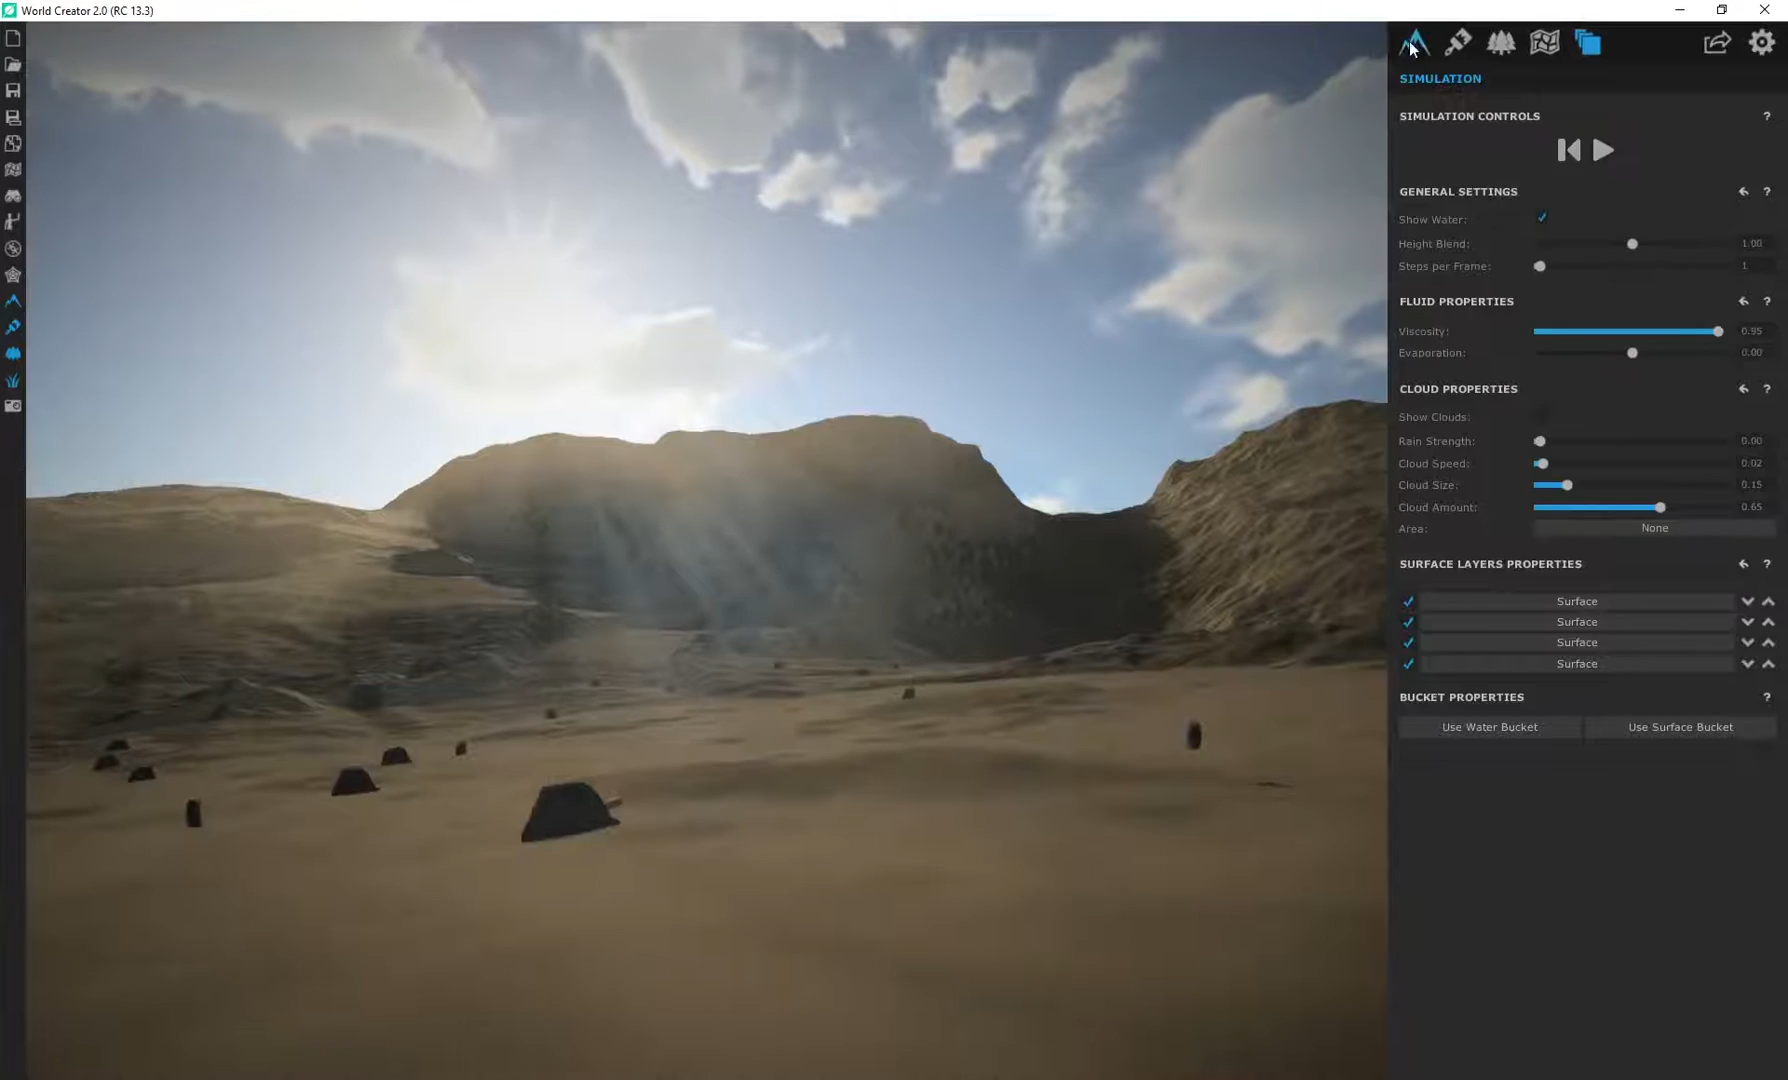 World Creator 2.0 (RC 13.3)
SIMULATION
SIMULATION CONTROLS ?
GENERAL SETTINGS ?
Show Water:
Height Blend: 1.00
Steps per Frame: 1
FLUID PROPERTIES ?
Viscosity: 0.95
Evaporation: 0.00
CLOUD PROPERTIES ?
Show Clouds:
Rain Strength: 0.00
Cloud Speed: 0.02
Cloud Size: 0.15
Cloud Amount: 0.65
Area: None
SURFACE LAYERS PROPERTIES ?
Surface
Surface
Surface
Surface
BUCKET PROPERTIES ?
Use Water Bucket Use Surface Bucket